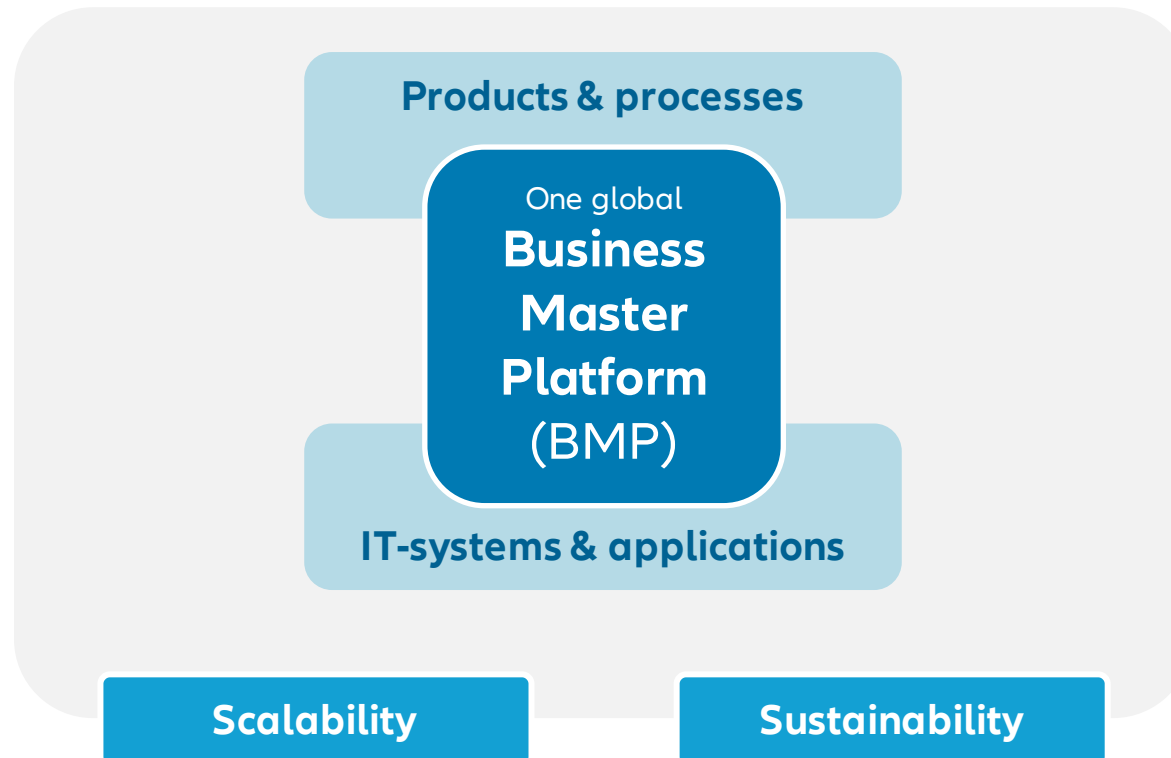 Products & processes
One global
Business
Master
Platform
(BMP)
IT-systems & applications
Scalability
Sustainability